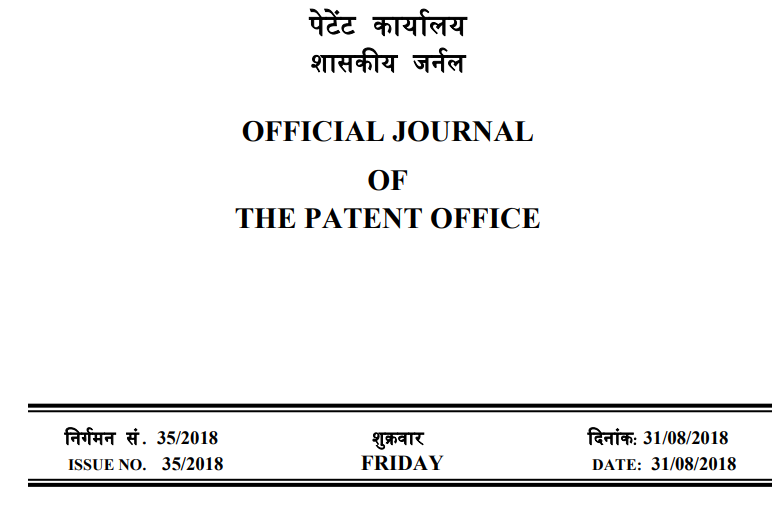 पेटेंट कार्यालय
शासकीय जर्नल
OFFICIAL JOURNAL
OF
THE PATENT OFFICE
निर्गमन सं. 35/2018 शुक्रवार दिनांक: 31/08/2018
ISSUE NO. 35/2018 FRIDAY DATE: 31/08/2018